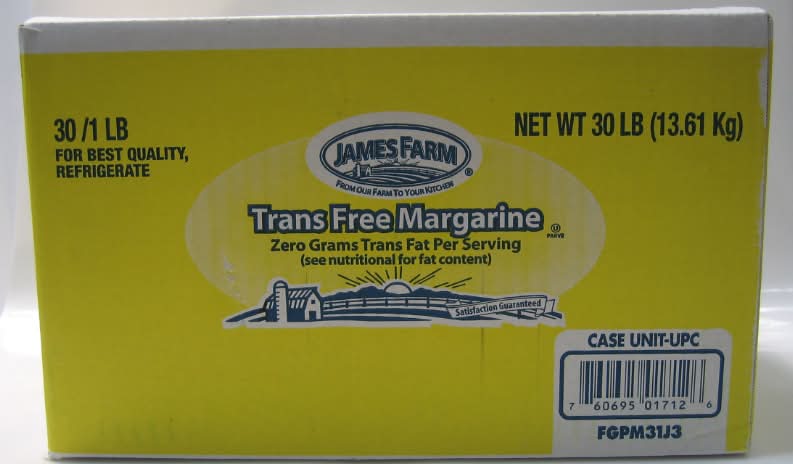 30 /1 LB
FOR BEST QUALITY,
REFRIGERATE
NET WT 30 LB (13.61 Kg)
JAMES FARM ®
FROM OUR FARM TO YOUR KITCHEN
Trans Free Margarine
U
PARVE
Zero Grams Trans Fat Per Serving
(see nutritional for fat content)
Satisfaction Guaranteed
CASE UNIT-UPC
7 60695 01712 6
FGPM31J3